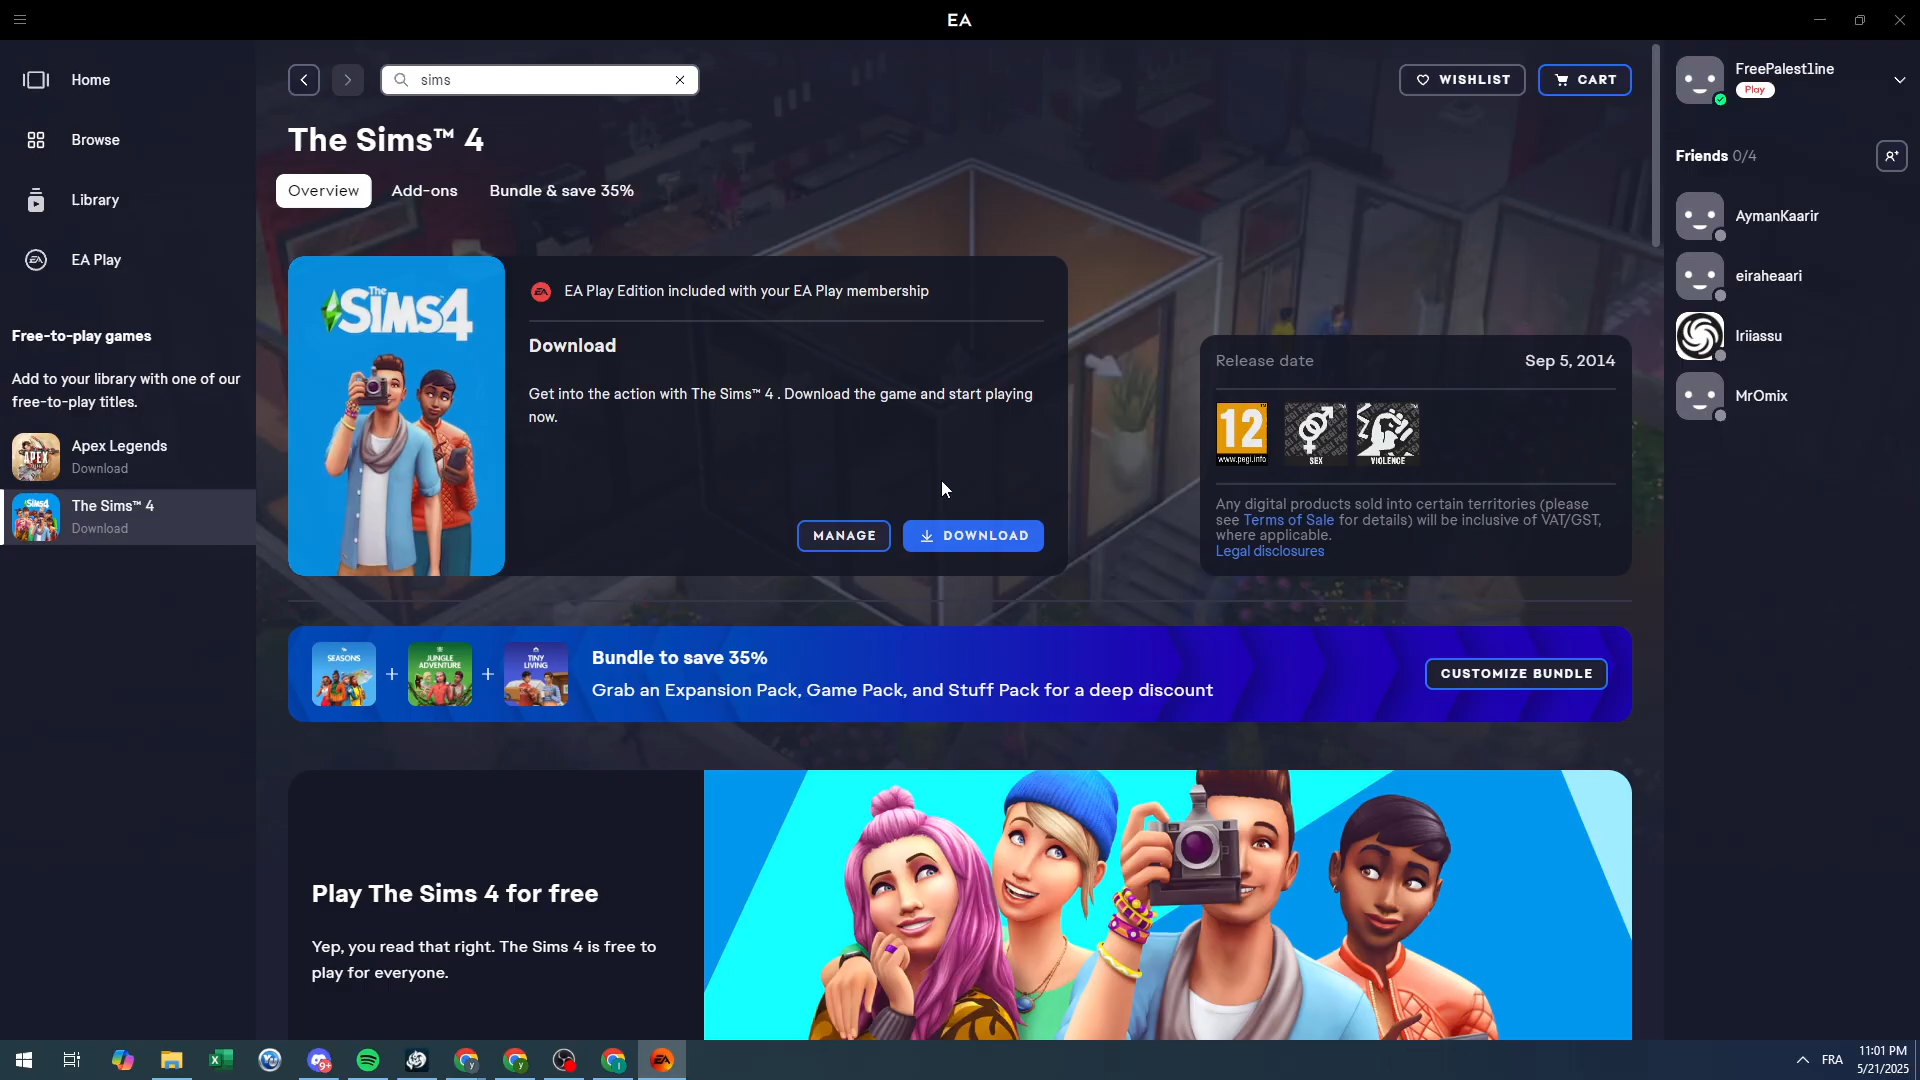 EA
Home
Browse
Library
EA Play
Free-to-play games
Add to your library with one of our
free-to-play titles.
APEX
Apex Legends
Download
The Sims™ 4
Download
sims
WISHLIST
CART
The Sims™ 4
Overview
Add-ons
Bundle & save 35%
The SIMS4
EA Play Edition included with your EA Play membership
Download
Get into the action with The Sims™ 4 . Download the game and start playing
now.
MANAGE
DOWNLOAD
Release date
Sep 5, 2014
12
www.pegi.info
SEX
VIOLENCE
Any digital products sold into certain territories (please
see Terms of Sale for details) will be inclusive of VAT/GST,
where applicable.
Legal disclosures
SEASONS
+
JUNGLE
ADVENTURE
+
TINY
LIVING
Bundle to save 35%
Grab an Expansion Pack, Game Pack, and Stuff Pack for a deep discount
CUSTOMIZE BUNDLE
Play The Sims 4 for free
Yep, you read that right. The Sims 4 is free to
play for everyone.
FreePalest1ine
Play
Friends 0/4
AymanKaarir
eiraheaari
Iriiassu
Mr0mix
9+
FRA
11:01 PM
5/21/2025